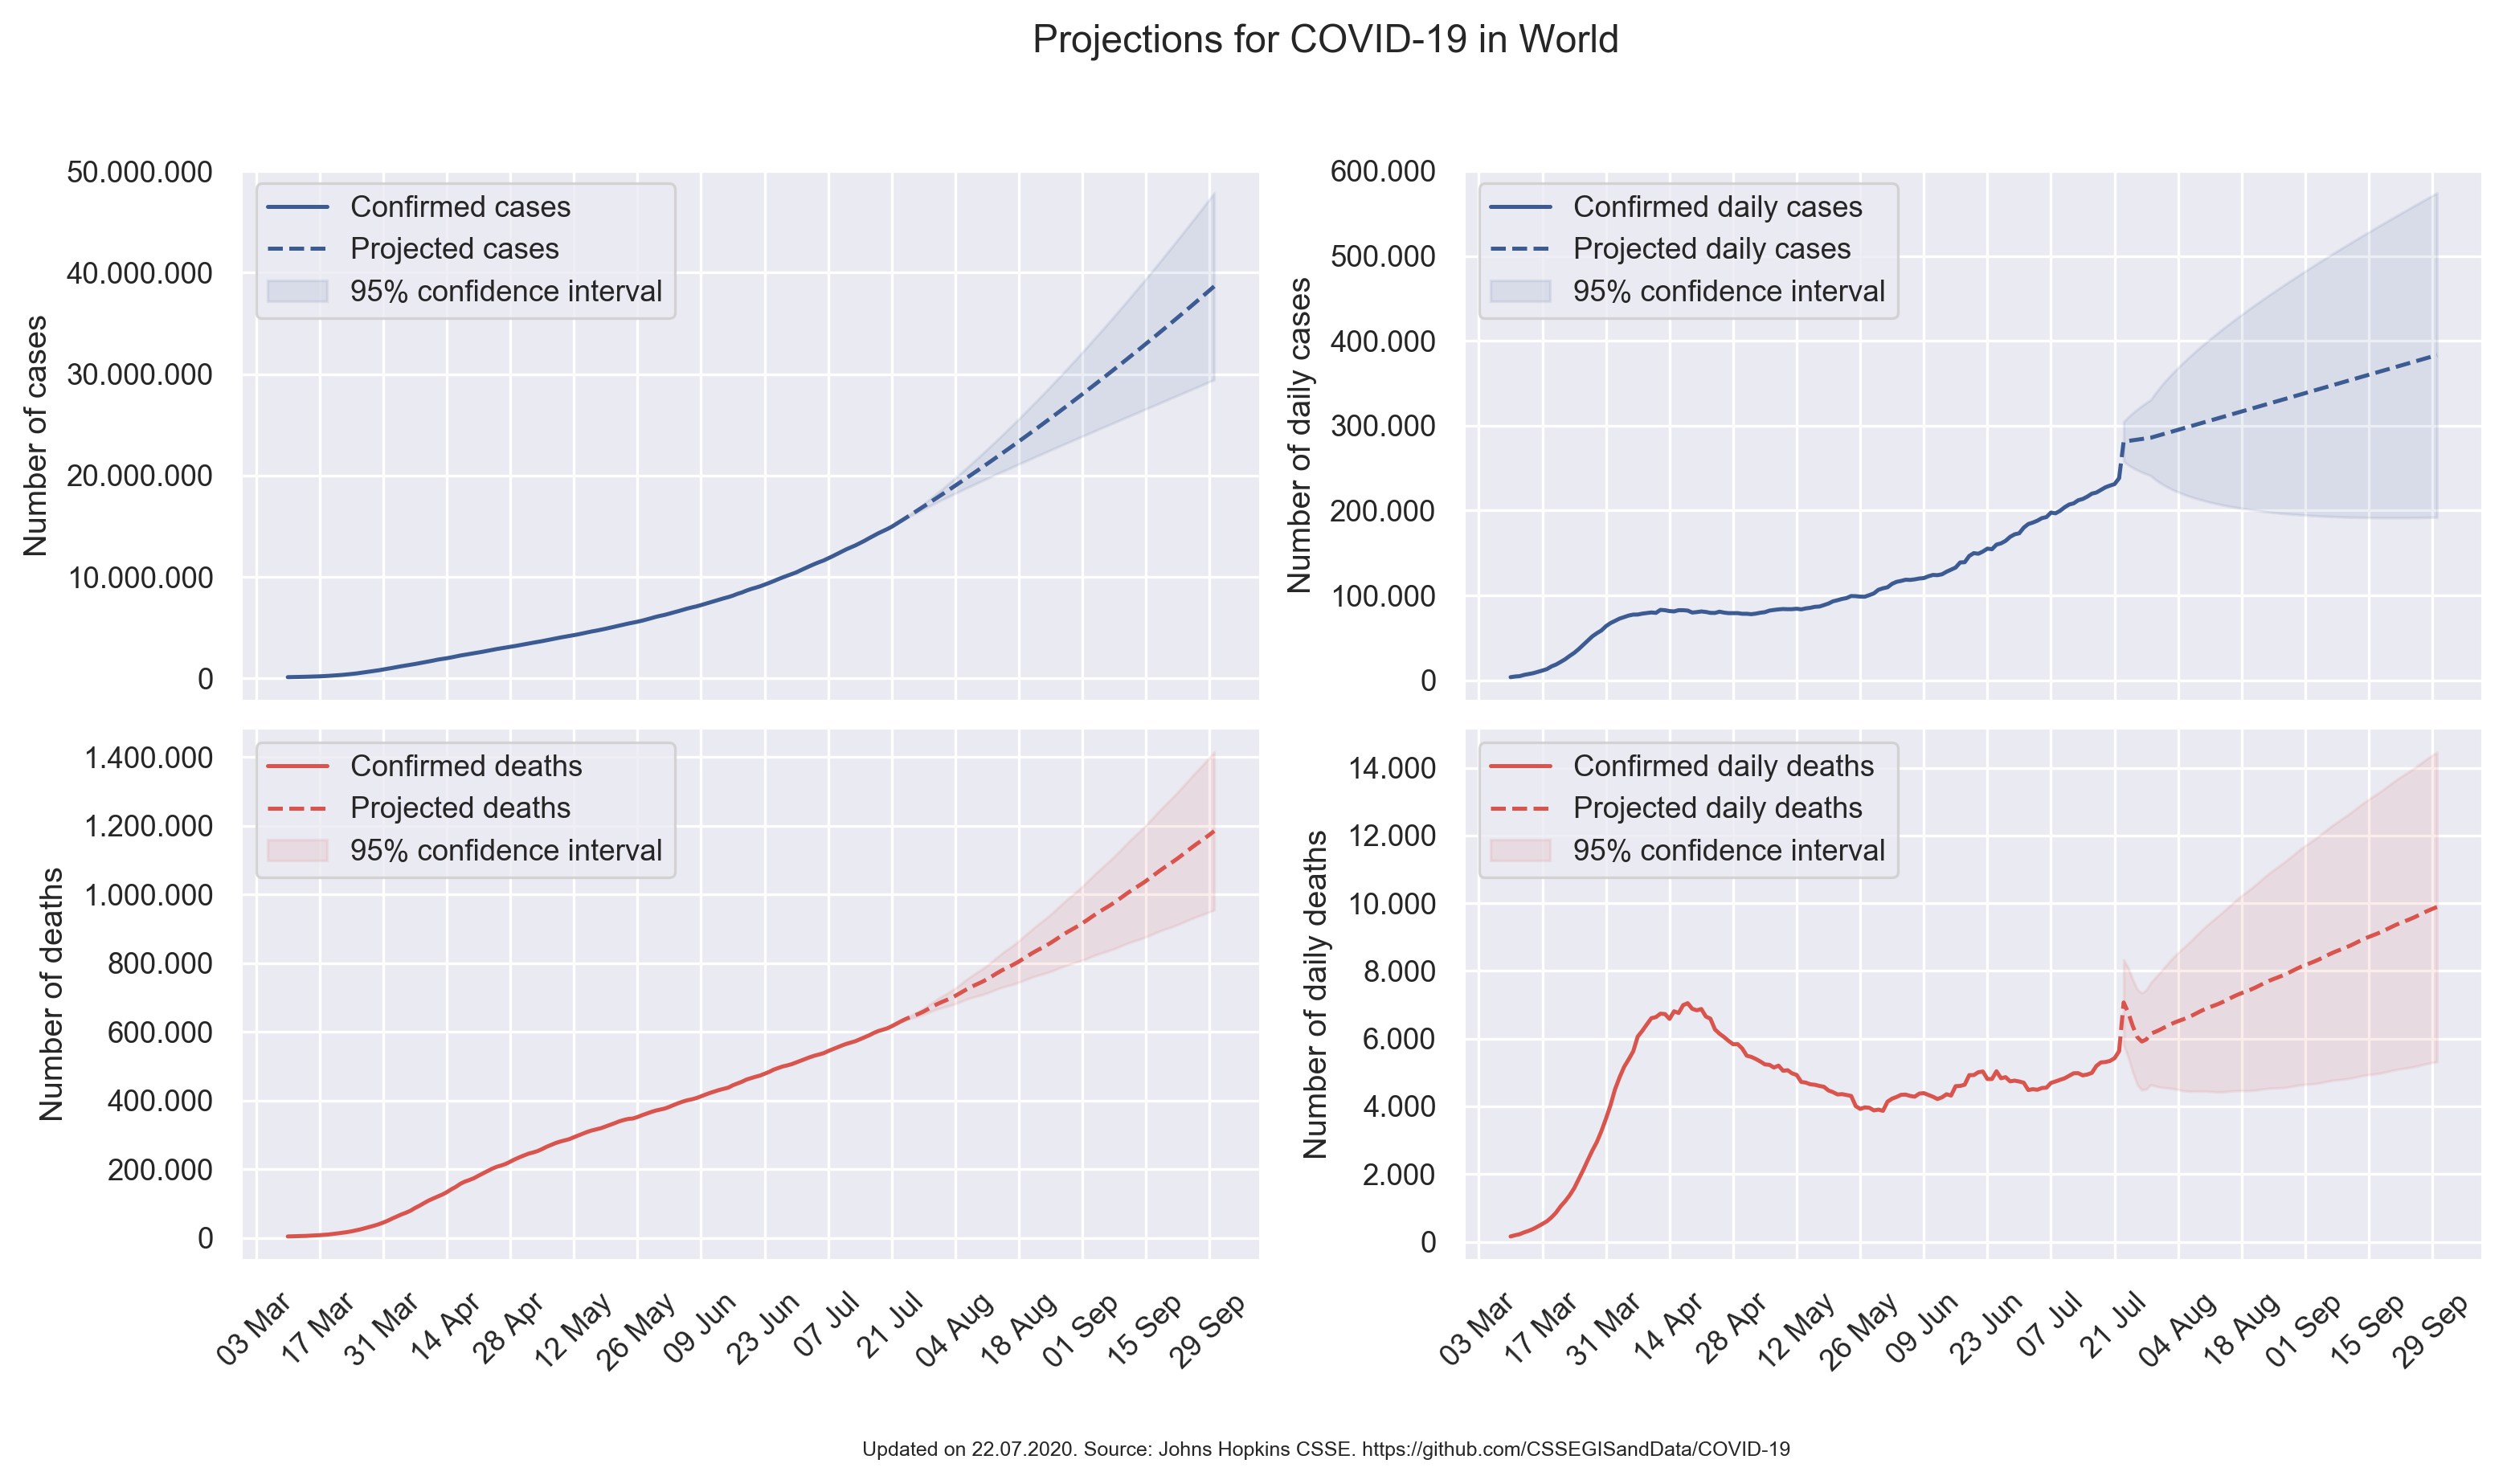 Projections for COVID-19 in World
50.000.000
40.000.000
30.000.000
20.000.000
10.000.000
0
Number of cases
Confirmed cases
Projected cases
95% confidence interval
600.000
500.000
400.000
300.000
200.000
100.000
0
Number of daily cases
Confirmed daily cases
Projected daily cases
95% confidence interval
1.400.000
1.200.000
1.000.000
800.000
600.000
400.000
200.000
0
Number of deaths
Confirmed deaths
Projected deaths
95% confidence interval
03 Mar
17 Mar
31 Mar
14 Apr
28 Apr
12 May
26 May
09 Jun
23 Jun
07 Jul
21 Jul
04 Aug
18 Aug
01 Sep
15 Sep
29 Sep
14.000
12.000
10.000
8.000
6.000
4.000
2.000
0
Number of daily deaths
Confirmed daily deaths
Projected daily deaths
95% confidence interval
03 Mar
17 Mar
31 Mar
14 Apr
28 Apr
12 May
26 May
09 Jun
23 Jun
07 Jul
21 Jul
04 Aug
18 Aug
01 Sep
15 Sep
29 Sep
Updated on 22.07.2020. Source: Johns Hopkins CSSE. https://github.com/CSSEGISandData/COVID-19